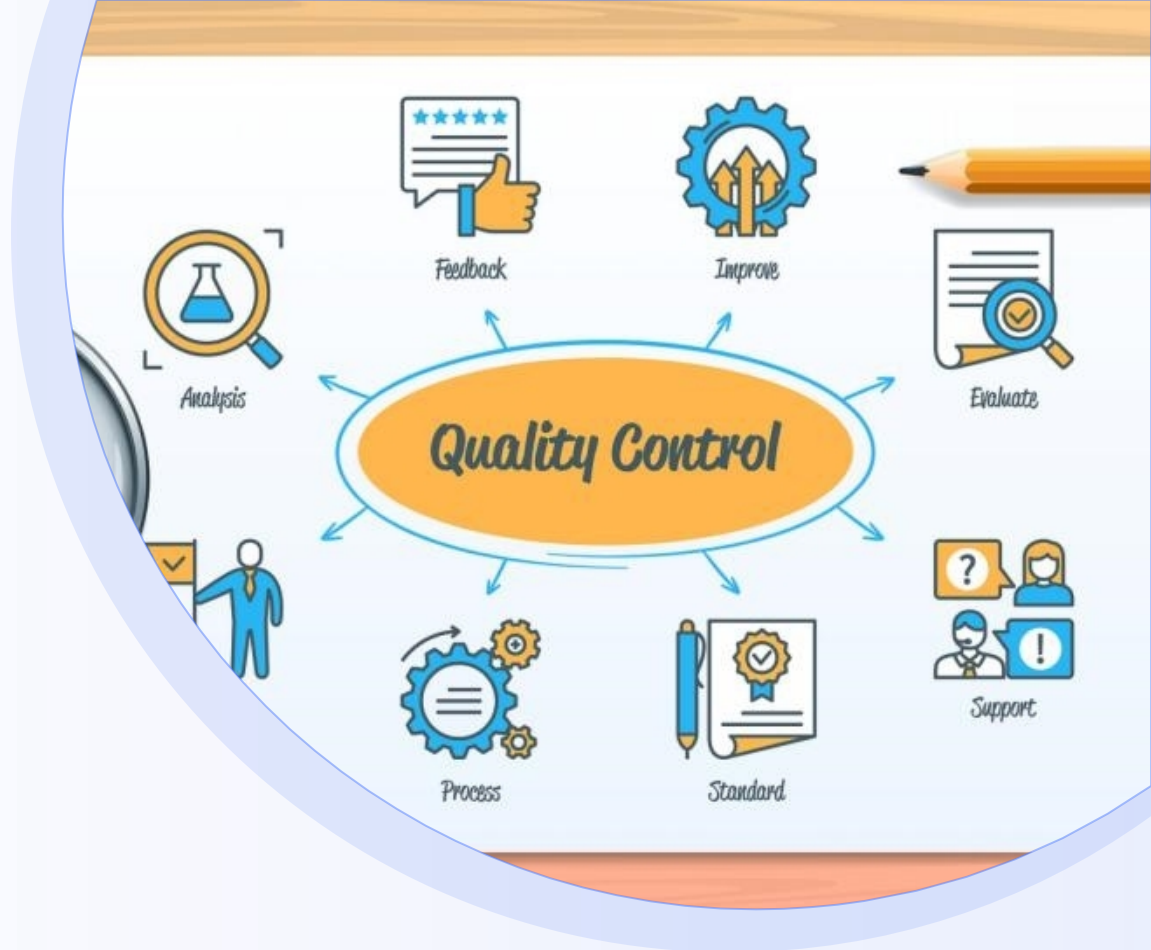 Feedback
Improve
Analysis
Evaluate
Quality Control
?
!
Support
Process
Standard